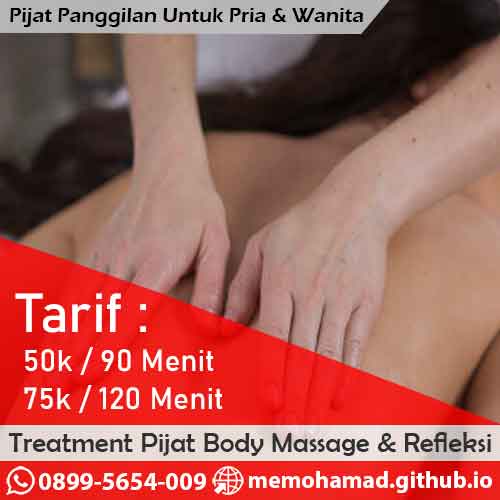 Pijat Panggilan Untuk Pria & Wanita
Tarif :
50k / 90 Menit
75k / 120 Menit
Treatment Pijat Body Massage & Refleksi
0899-5654-009 memohamad.github.io